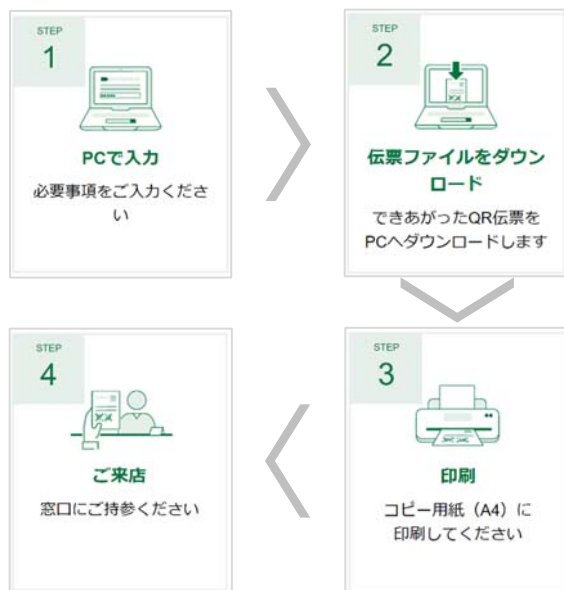 STEP
1
PCで入力
必要事項をご入力くださ
い
STEP
2
伝票ファイルをダウン
ロード
できあがったQR伝票を
PCへダウンロードします
STEP
3
印刷
コピー用紙（A4）に
印刷してください
STEP
4
ご来店
窓口にご持参ください